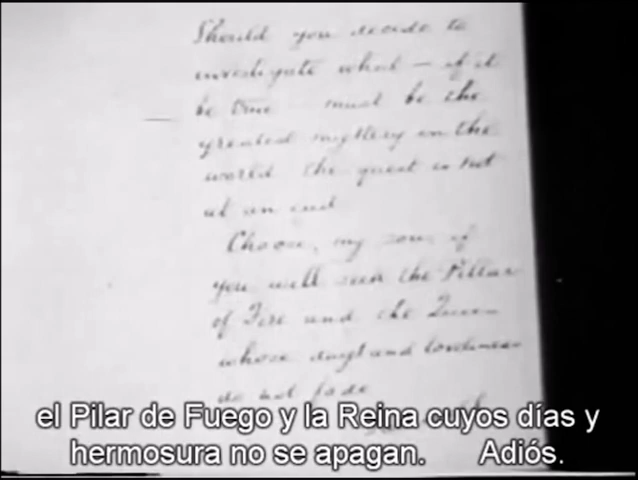 Should you decide to
investigate what — if it
be true must be the
greatest mystery in the
world the quest is not
at an end
Choose, my son, if
you will seek the Pillar
of Fire and the Queen
whose days and loveliness
do not fade
el Pilar de Fuego y la Reina cuyos días y
hermosura no se apagan. Adiós.